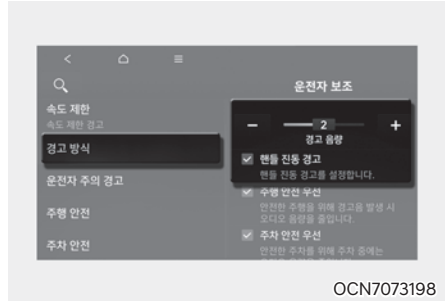 운전자 보조
속도 제한
속도 제한 경고
경고 방식
운전자 주의 경고
주행 안전
주차 안전
− 2 +
경고 음량
핸들 진동 경고
핸들 진동 경고를 설정합니다.
주행 안전 우선
안전한 주행을 위해 경고음 발생 시
오디오 음량을 줄입니다.
주차 안전 우선
안전한 주차를 위해 주차 중에는
OCN7073198